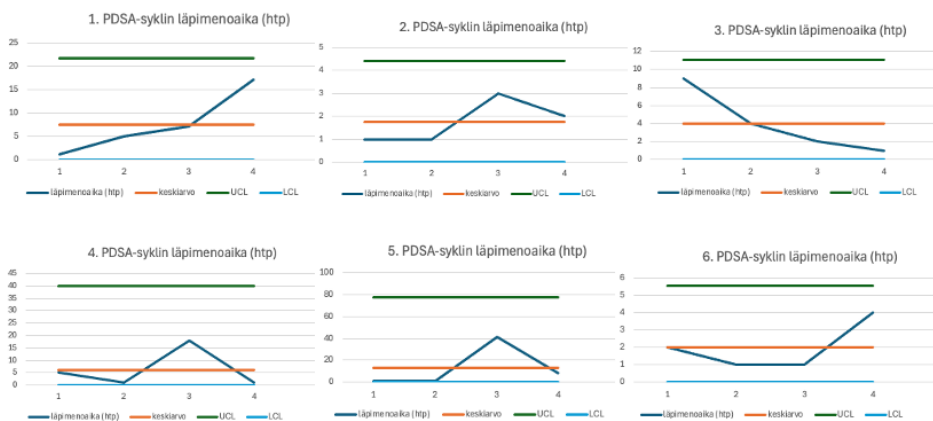 1. PDSA-syklin läpimenoaika (htp)
25
20
15
10
5
0
1 2 3 4
läpimenoaika (htp) keskiarvo UCL LCL
2. PDSA-syklin läpimenoaika (htp)
5
4
3
2
1
0
1 2 3 4
läpimenoaika (htp) keskiarvo UCL LCL
3. PDSA-syklin läpimenoaika (htp)
12
10
8
6
4
2
0
1 2 3 4
läpimenoaika (htp) keskiarvo UCL LCL
4. PDSA-syklin läpimenoaika (htp)
45
40
35
30
25
20
15
10
5
0
1 2 3 4
läpimenoaika (htp) keskiarvo UCL LCL
5. PDSA-syklin läpimenoaika (htp)
100
80
60
40
20
0
1 2 3 4
läpimenoaika (htp) keskiarvo UCL LCL
6. PDSA-syklin läpimenoaika (htp)
6
5
4
3
2
1
0
1 2 3 4
läpimenoaika (htp) keskiarvo UCL LCL